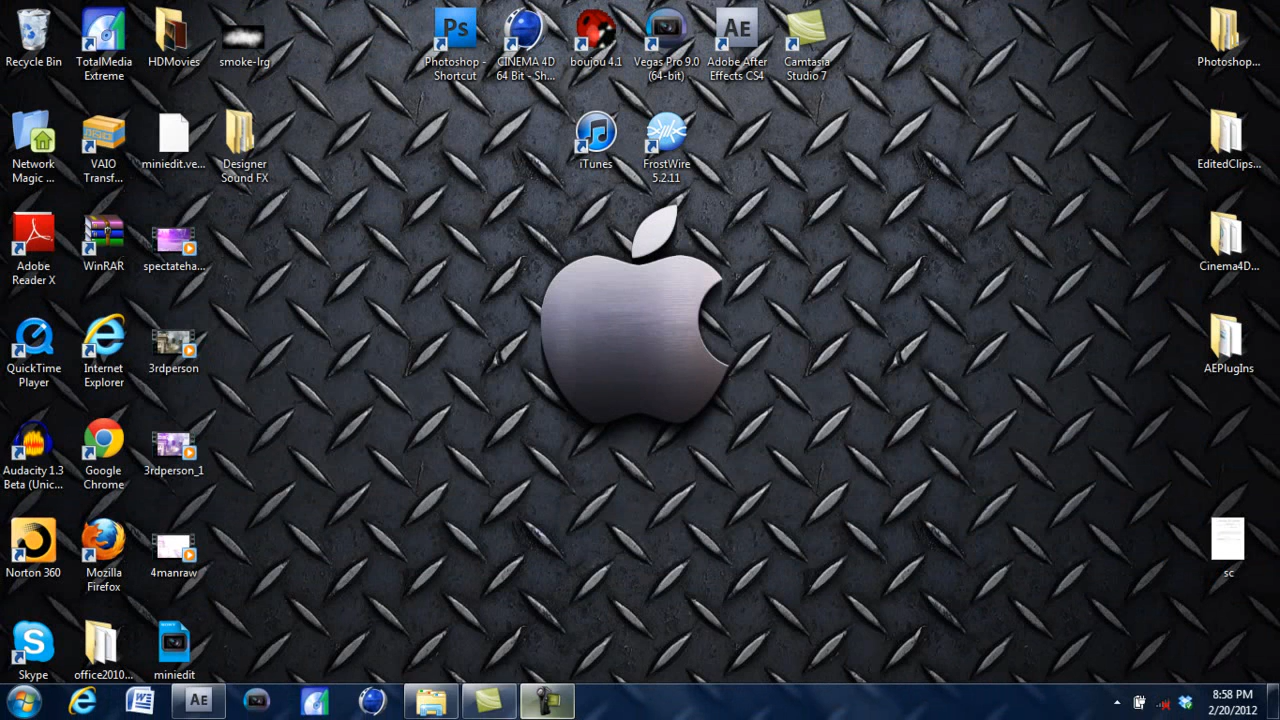 Recycle Bin
TotalMedia
Extreme
HDMovies
smoke-lrg
Ps
Photoshop -
Shortcut
CINEMA 4D
64 Bit - Sh...
boujou 4.1
Vegas Pro 9.0
(64-bit)
AE
Adobe After
Effects CS4
Camtasia
Studio 7
Photoshop...
Network
Magic ...
VAIO
Transf...
miniedit.ve...
Designer
Sound FX
iTunes
FrostWire
5.2.11
EditedClips...
Adobe
Reader X
WinRAR
spectateha...
Cinema4D...
QuickTime
Player
Internet
Explorer
3rdperson
AEPlugIns
Audacity 1.3
Beta (Unic...
Google
Chrome
3rdperson_1
Norton 360
Mozilla
Firefox
4manraw
sc
Skype
office2010...
miniedit
AE
8:58 PM
2/20/2012